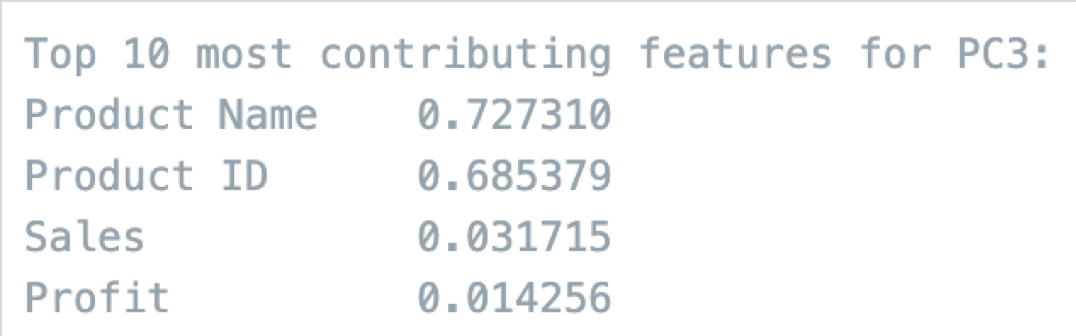 Top 10 most contributing features for PC3:
Product Name    0.727310
Product ID      0.685379
Sales           0.031715
Profit          0.014256